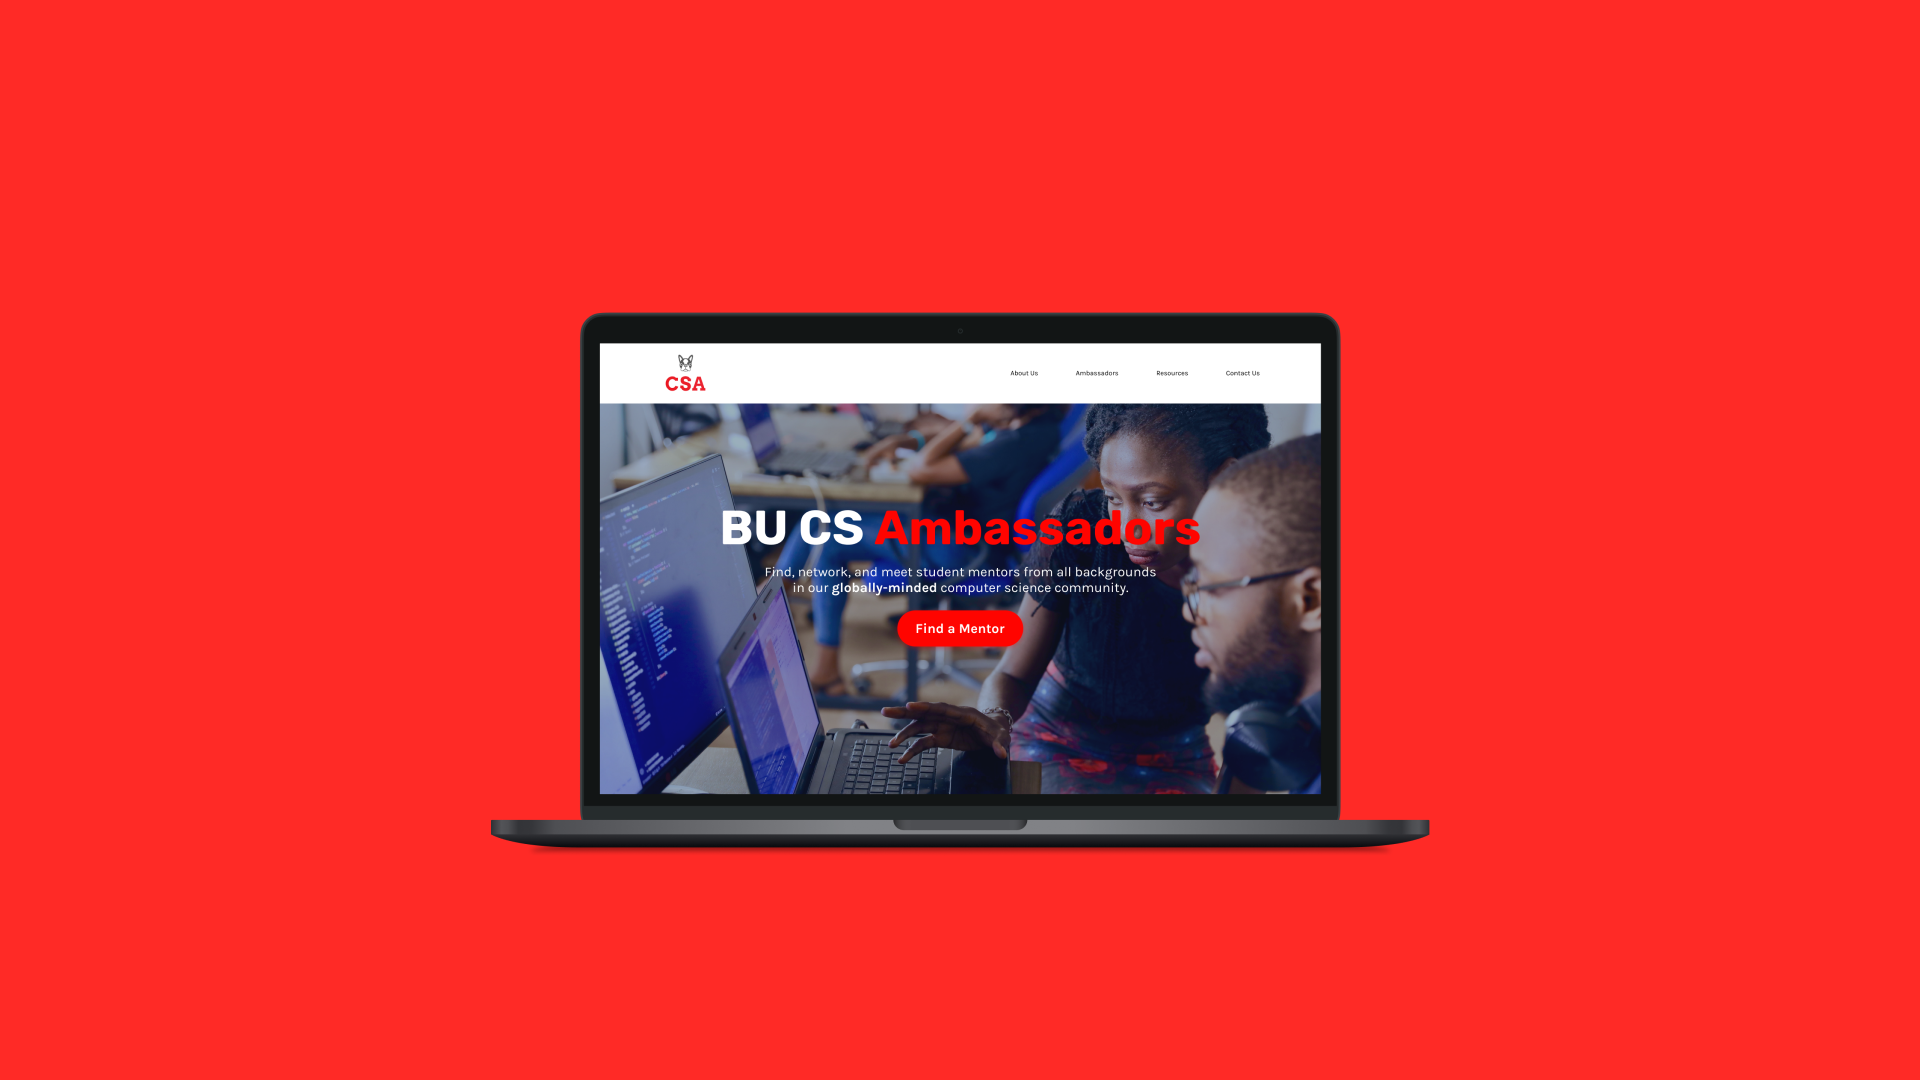 CSA
About Us
Ambassadors
Resources
Contact Us
BU CS Ambassadors
Find, network, and meet student mentors from all backgrounds
in our globally-minded computer science community.
Find a Mentor